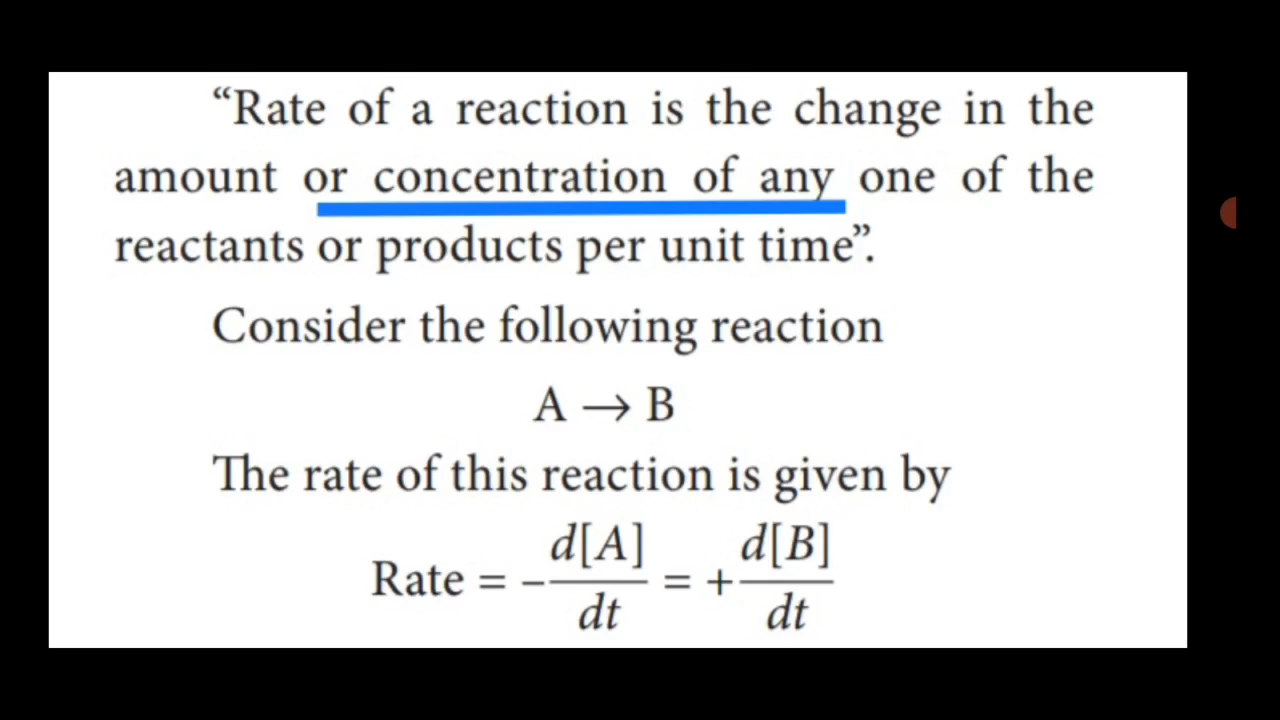 “Rate of a reaction is the change in the
amount or concentration of any one of the
reactants or products per unit time”.
Consider the following reaction
A → B
The rate of this reaction is given by
Rate = –d[A]/dt = +d[B]/dt